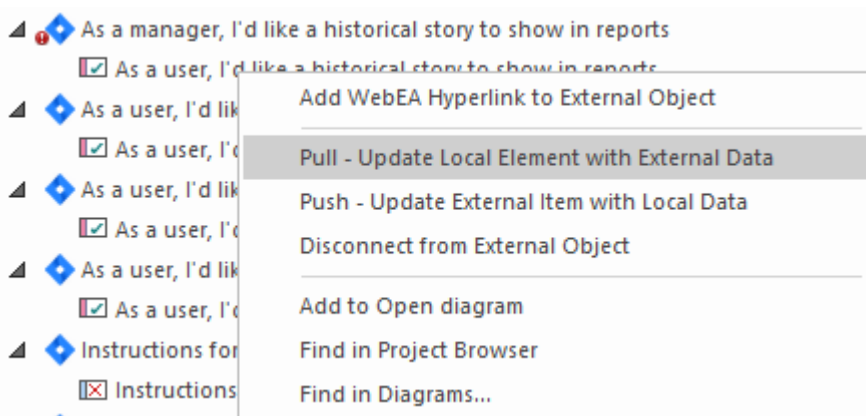 As a manager, I'd like a historical story to show in reports
As a user, I'd like a historical story to show in reports
As a user, I'd lik
As a user, I'd
As a user, I'd lik
As a user, I'd
As a user, I'd lik
As a user, I'd
Instructions for
Instructions
Add WebEA Hyperlink to External Object
Pull - Update Local Element with External Data
Push - Update External Item with Local Data
Disconnect from External Object
Add to Open diagram
Find in Project Browser
Find in Diagrams...